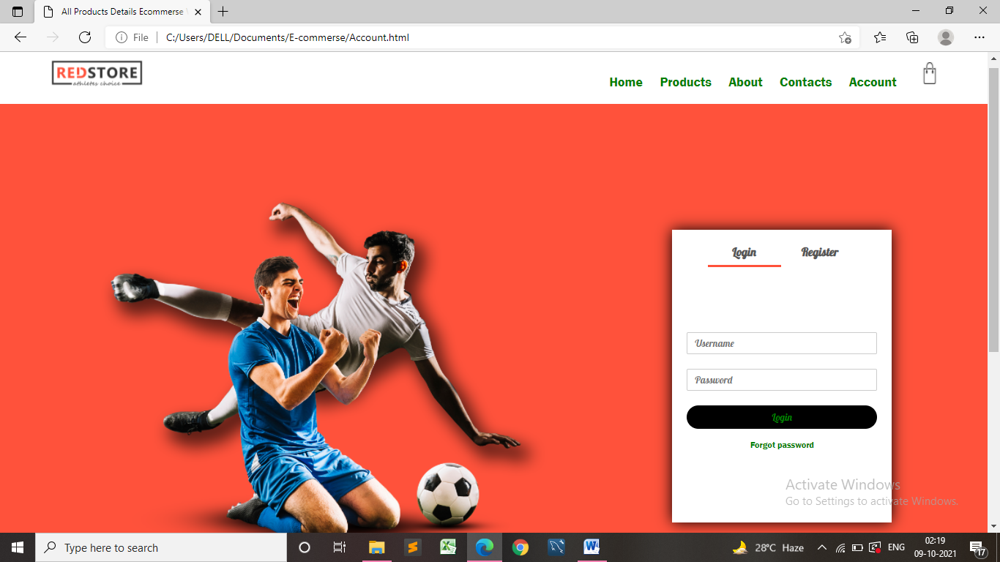 All Products Details Ecommerse
File
C:/Users/DELL/Documents/E-commerse/Account.html
REDSTORE
athletes choice
Home Products About Contacts Account
Login Register
Username
Password
Login
Forgot password
Activate Windows
Go to Settings to activate Windows.
Type here to search
28°C Haze
ENG
02:19
09-10-2021
17